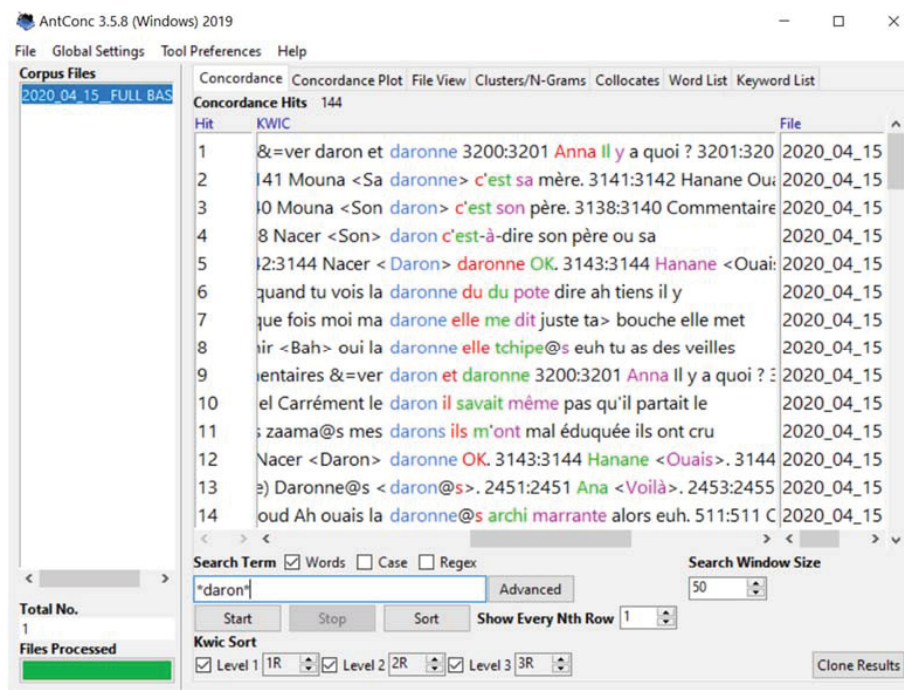 AntConc 3.5.8 (Windows) 2019
File Global Settings Tool Preferences Help
Corpus Files
2020_04_15__FULL BAS
Concordance Concordance Plot File View Clusters/N-Grams Collocates Word List Keyword List
Concordance Hits 144
Hit KWIC File
1 &=ver daron et daronne 3200:3201 Anna Il y a quoi ? 3201:320 2020_04_15
2 141 Mouna <Sa daronne> c'est sa mère. 3141:3142 Hanane Oua 2020_04_15
3 40 Mouna <Son daron> c'est son père. 3138:3140 Commentaire 2020_04_15
4 8 Nacer <Son> daron c'est-à-dire son père ou sa 2020_04_15
5 42:3144 Nacer < Daron> daronne OK. 3143:3144 Hanane <Ouais 2020_04_15
6 quand tu vois la daronne du du pote dire ah tiens il y 2020_04_15
7 que fois moi ma darone elle me dit juste ta> bouche elle met 2020_04_15
8 nir <Bah> oui la daronne elle tchipe@s euh tu as des veilles 2020_04_15
9 nentaires &=ver daron et daronne 3200:3201 Anna Il y a quoi ? 3 2020_04_15
10 el Carrément le daron il savait même pas qu'il partait le 2020_04_15
11 s zaama@s mes darons ils m'ont mal éduquée ils ont cru 2020_04_15
12 Nacer <Daron> daronne OK. 3143:3144 Hanane <Ouais>. 3144 2020_04_15
13 e) Daronne@s <daron@s>. 2451:2451 Ana <Voilà>. 2453:2455 2020_04_15
14 oud Ah ouais la daronne@s archi marrante alors euh. 511:511 C 2020_04_15
Search Term Words Case Regex Search Window Size
*daron* Advanced 50
Total No.
1
Start Stop Sort Show Every Nth Row 1
Files Processed
Kwic Sort
Level 1 1R Level 2 2R Level 3 3R Clone Results